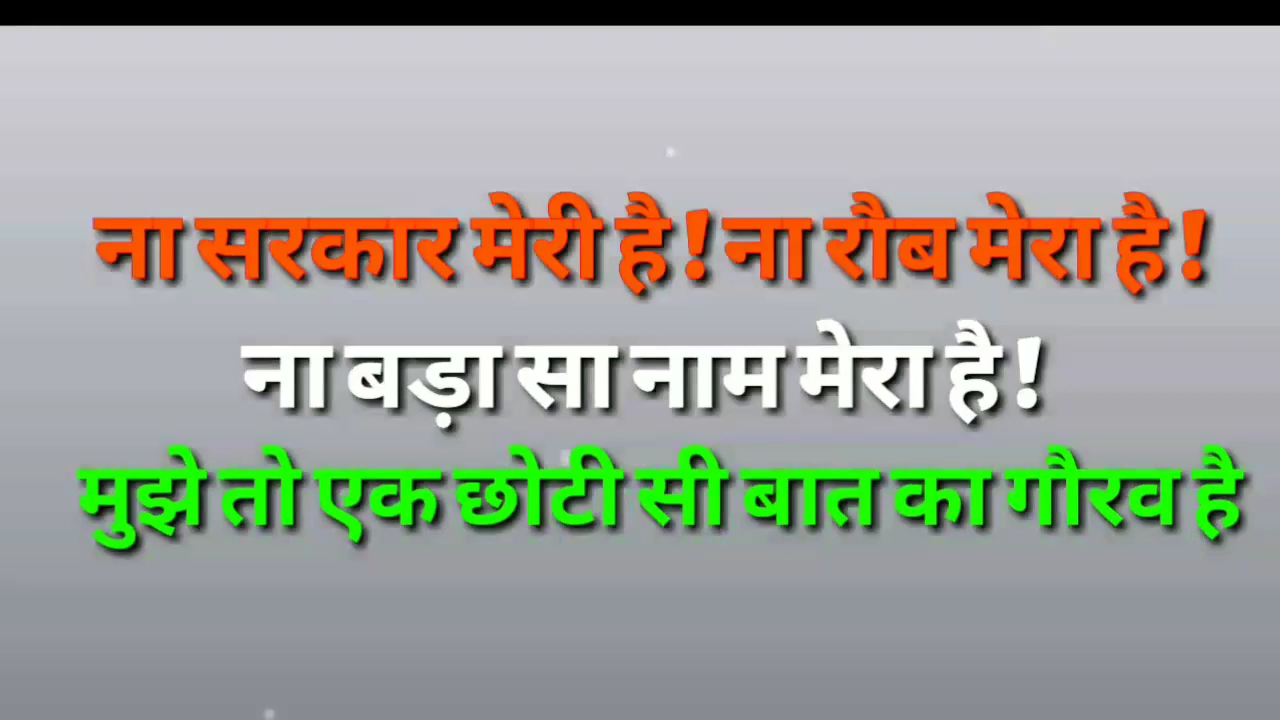 ना सरकार मेरी है! ना रौब मेरा है!
ना बड़ा सा नाम मेरा है!
मुझे तो एक छोटी सी बात का गौरव है